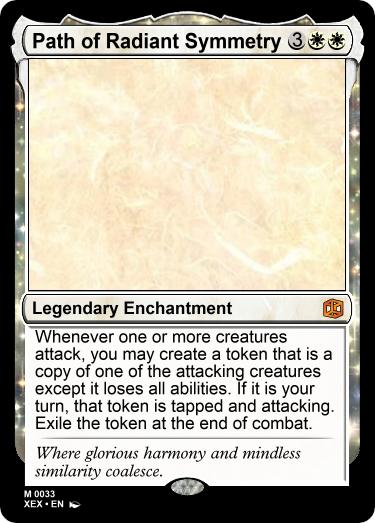 Path of Radiant Symmetry 3
Legendary Enchantment
Whenever one or more creatures
attack, you may create a token that is a
copy of one of the attacking creatures
except it loses all abilities. If it is your
turn, that token is tapped and attacking.
Exile the token at the end of combat.
Where glorious harmony and mindless
similarity coalesce.
M 0033
XEX • EN